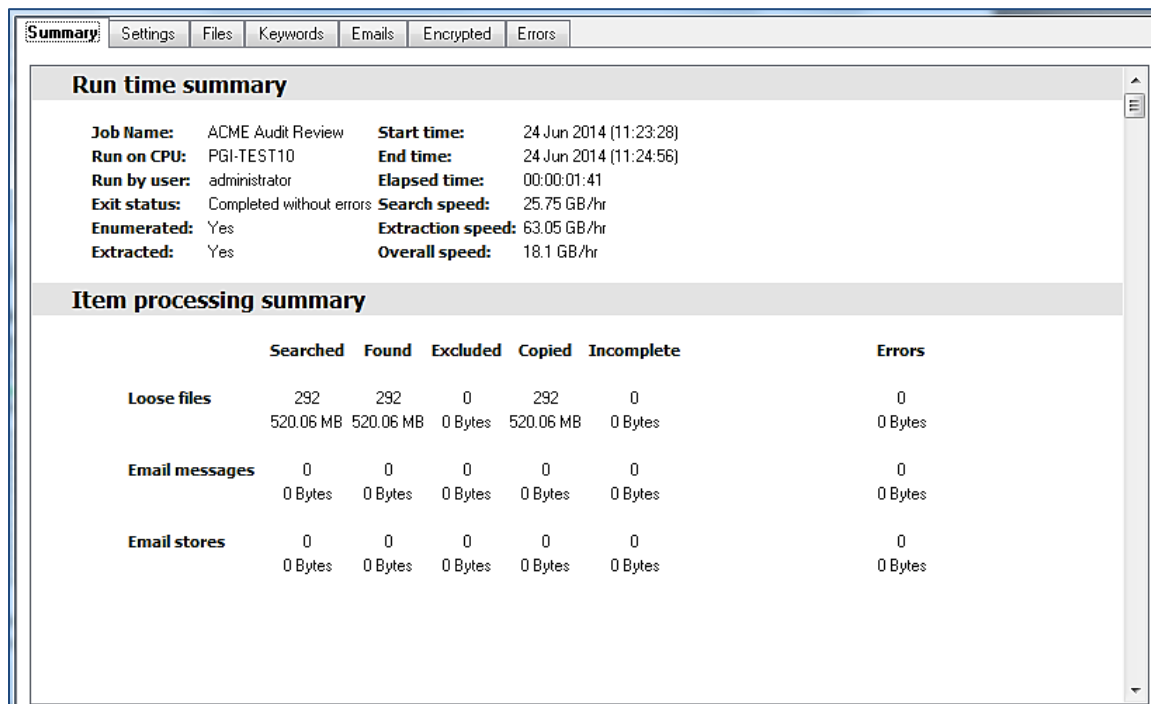 Summary Settings Files Keywords Emails Encrypted Errors
Run time summary
Job Name: ACME Audit Review Start time: 24 Jun 2014 (11:23:28)
Run on CPU: PGI-TEST10 End time: 24 Jun 2014 (11:24:56)
Run by user: administrator Elapsed time: 00:00:01:41
Exit status: Completed without errors Search speed: 25.75 GB/hr
Enumerated: Yes Extraction speed: 63.05 GB/hr
Extracted: Yes Overall speed: 18.1 GB/hr
Item processing summary
Searched Found Excluded Copied Incomplete Errors
Loose files 292 292 0 292 0 0
520.06 MB 520.06 MB 0 Bytes 520.06 MB 0 Bytes 0 Bytes
Email messages 0 0 0 0 0 0
0 Bytes 0 Bytes 0 Bytes 0 Bytes 0 Bytes 0 Bytes
Email stores 0 0 0 0 0 0
0 Bytes 0 Bytes 0 Bytes 0 Bytes 0 Bytes 0 Bytes